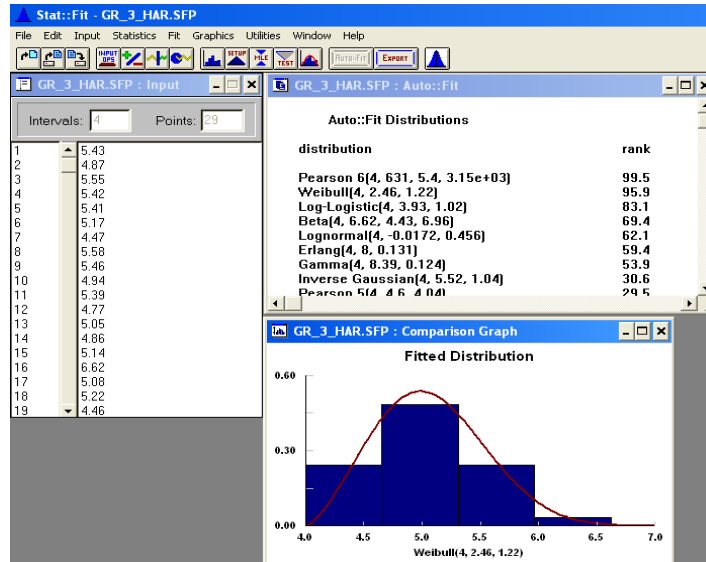 Stat::Fit - GR_3_HAR.SFP
File Edit Input Statistics Fit Graphics Utilities Window Help
INPUT OPS SETUP MLE TEST AUTO::FIT EXPORT
GR_3_HAR.SFP : Input
Intervals: 4 Points: 29
1 5.43
2 4.87
3 5.55
4 5.42
5 5.41
6 5.17
7 4.47
8 5.58
9 5.46
10 4.94
11 5.39
12 4.77
13 5.05
14 4.86
15 5.14
16 6.62
17 5.08
18 5.22
19 4.46
GR_3_HAR.SFP : Auto::Fit
Auto::Fit Distributions
distribution rank
Pearson 6(4, 631, 5.4, 3.15e+03) 99.5
Weibull(4, 2.46, 1.22) 95.9
Log-Logistic(4, 3.93, 1.02) 83.1
Beta(4, 6.62, 4.43, 6.96) 69.4
Lognormal(4, -0.0172, 0.456) 62.1
Erlang(4, 8, 0.131) 59.4
Gamma(4, 8.39, 0.124) 53.9
Inverse Gaussian(4, 5.52, 1.04) 30.6
Pearson 5(4, 4.6, 4.04) 29.5
GR_3_HAR.SFP : Comparison Graph
Fitted Distribution
0.60
0.30
0.00
4.0 4.5 5.0 5.5 6.0 6.5 7.0
Weibull(4, 2.46, 1.22)